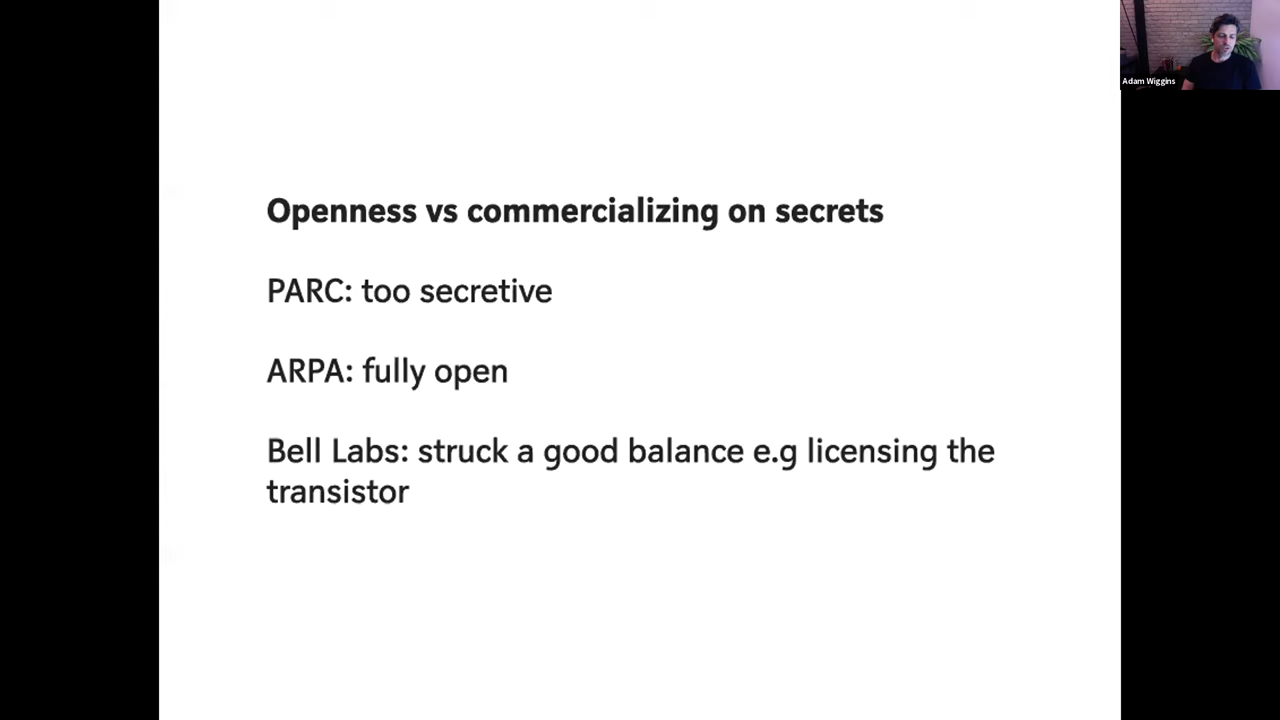 Adam Wiggins
Openness vs commercializing on secrets
PARC: too secretive
ARPA: fully open
Bell Labs: struck a good balance e.g licensing the
transistor